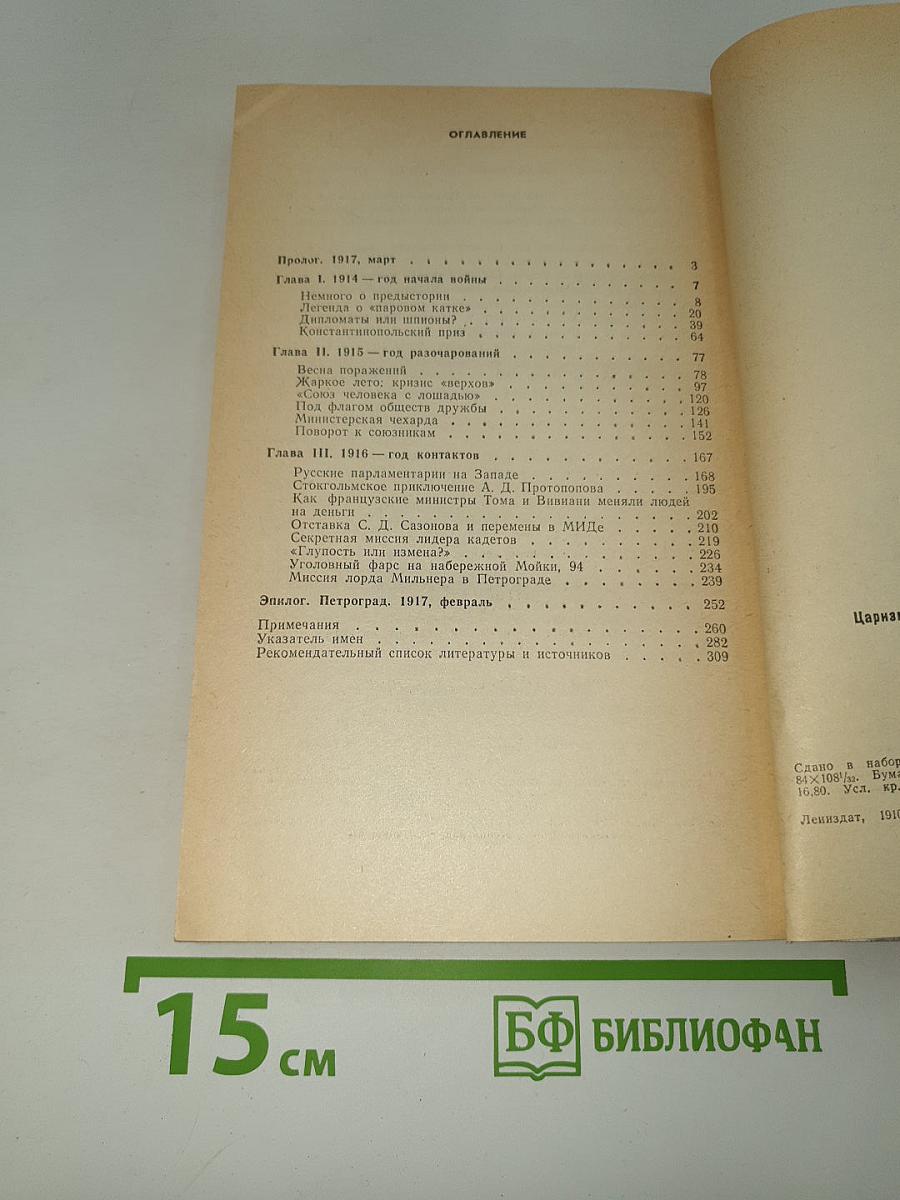 ОГЛАВЛЕНИЕ
Пролог. 1917, март . . . . . . . . . . . . . . . . 3
Глава I. 1914 — год начала войны . . . . . . . . . . . 7
Немного о предыстории . . . . . . . . . . . . . 8
Легенда о «паровом катке» . . . . . . . . . . . . 20
Дипломаты или шпионы? . . . . . . . . . . . . . 39
Константинопольский приз . . . . . . . . . . . . 64
Глава II. 1915 — год разочарований . . . . . . . . . . 77
Весна поражений . . . . . . . . . . . . . . . 78
Жаркое лето: кризис «верхов» . . . . . . . . . . . 97
«Союз человека с лошадью» . . . . . . . . . . . . 120
Под флагом обществ дружбы . . . . . . . . . . . . 126
Министерская чехарда . . . . . . . . . . . . . . 141
Поворот к союзникам . . . . . . . . . . . . . . 152
Глава III. 1916 — год контактов . . . . . . . . . . . 167
Русские парламентарии на Западе . . . . . . . . . . 168
Стокгольмское приключение А. Д. Протопопова . . . . . 195
Как французские министры Тома и Вивиани меняли людей
на деньги . . . . . . . . . . . . . . . . . 202
Отставка С. Д. Сазонова и перемены в МИДе . . . . . 210
Секретная миссия лидера кадетов . . . . . . . . . . 219
«Глупость или измена?» . . . . . . . . . . . . . 226
Уголовный фарс на набережной Мойки, 94 . . . . . . . 234
Миссия лорда Мильнера в Петрограде . . . . . . . . 239
Эпилог. Петроград. 1917, февраль . . . . . . . . . . . 252
Примечания . . . . . . . . . . . . . . . . . . 260
Указатель имен . . . . . . . . . . . . . . . . . 282
Рекомендательный список литературы и источников . . . . . 309
Сдано в набор
84×108¹/₃₂. Бума
16,80. Усл. кр.
Лениздат, 1910
15 см
БФ БИБЛИОФАН